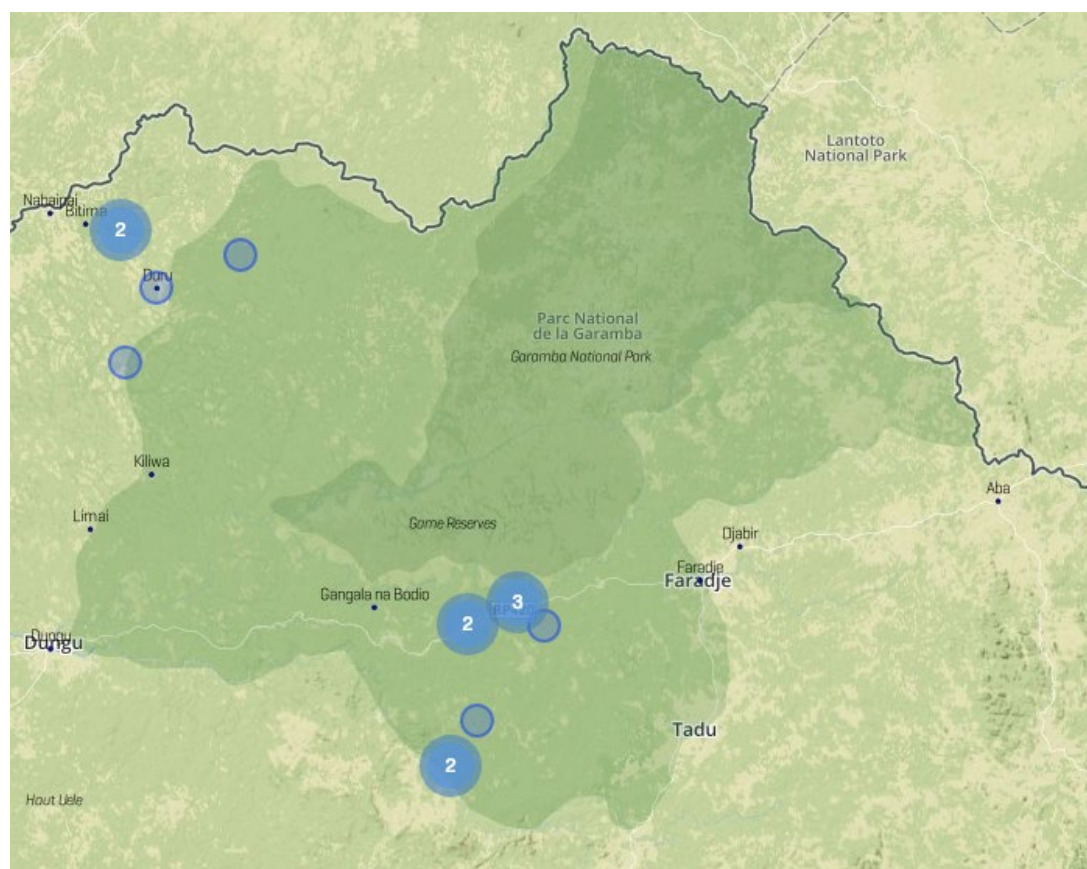 Lantoto
National Park
Nabaingi
Bitima
2
Duru
Parc National
de la Garamba
Garamba National Park
Kiliwa
Aba
Limai
Game Reserves
Djabir
Faradje
Faradje
Gangala na Bodio
3
2
Dungu
Dungu
Tadu
2
Haut Uele